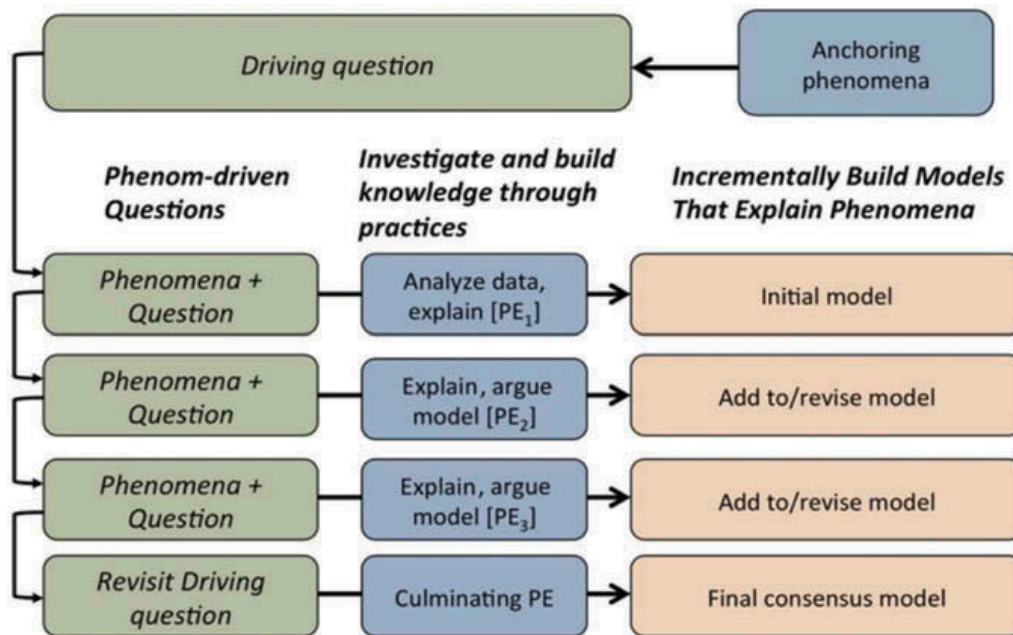 Driving question
Anchoring
phenomena
Phenom-driven
Questions
Investigate and build
knowledge through
practices
Incrementally Build Models
That Explain Phenomena
Phenomena +
Question
Analyze data,
explain [PE₁]
Initial model
Phenomena +
Question
Explain, argue
model [PE₂]
Add to/revise model
Phenomena +
Question
Explain, argue
model [PE₃]
Add to/revise model
Revisit Driving
question
Culminating PE
Final consensus model